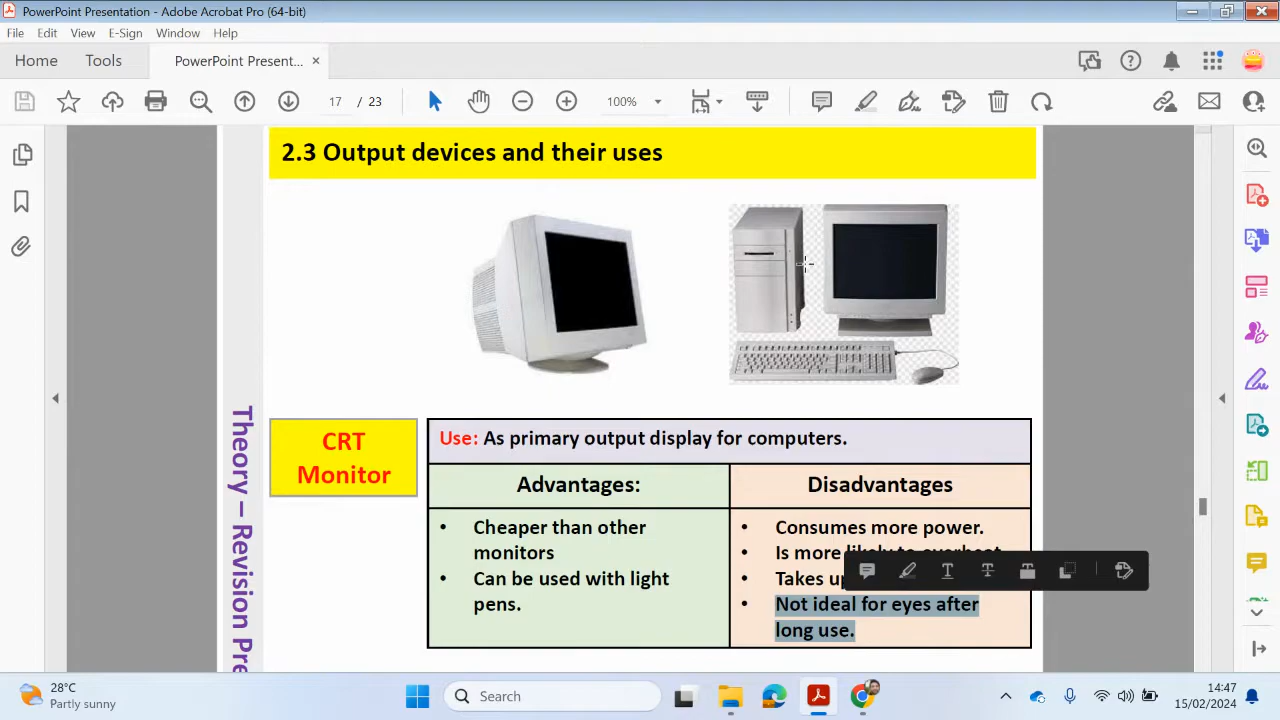 PowerPoint Presentation - Adobe Acrobat Pro (64-bit)
File Edit View E-Sign Window Help
Home Tools PowerPoint Present... ×
17 / 23 100%
2.3 Output devices and their uses
Theory – Revision Pre
CRT
Monitor
Use: As primary output display for computers.
Advantages: Disadvantages
• Cheaper than other
monitors
• Can be used with light
pens.
• Consumes more power.
• Is more likely to overheat.
• Takes up
• Not ideal for eyes after
long use.
28°C
Partly sunny
Search
14:47
15/02/2024